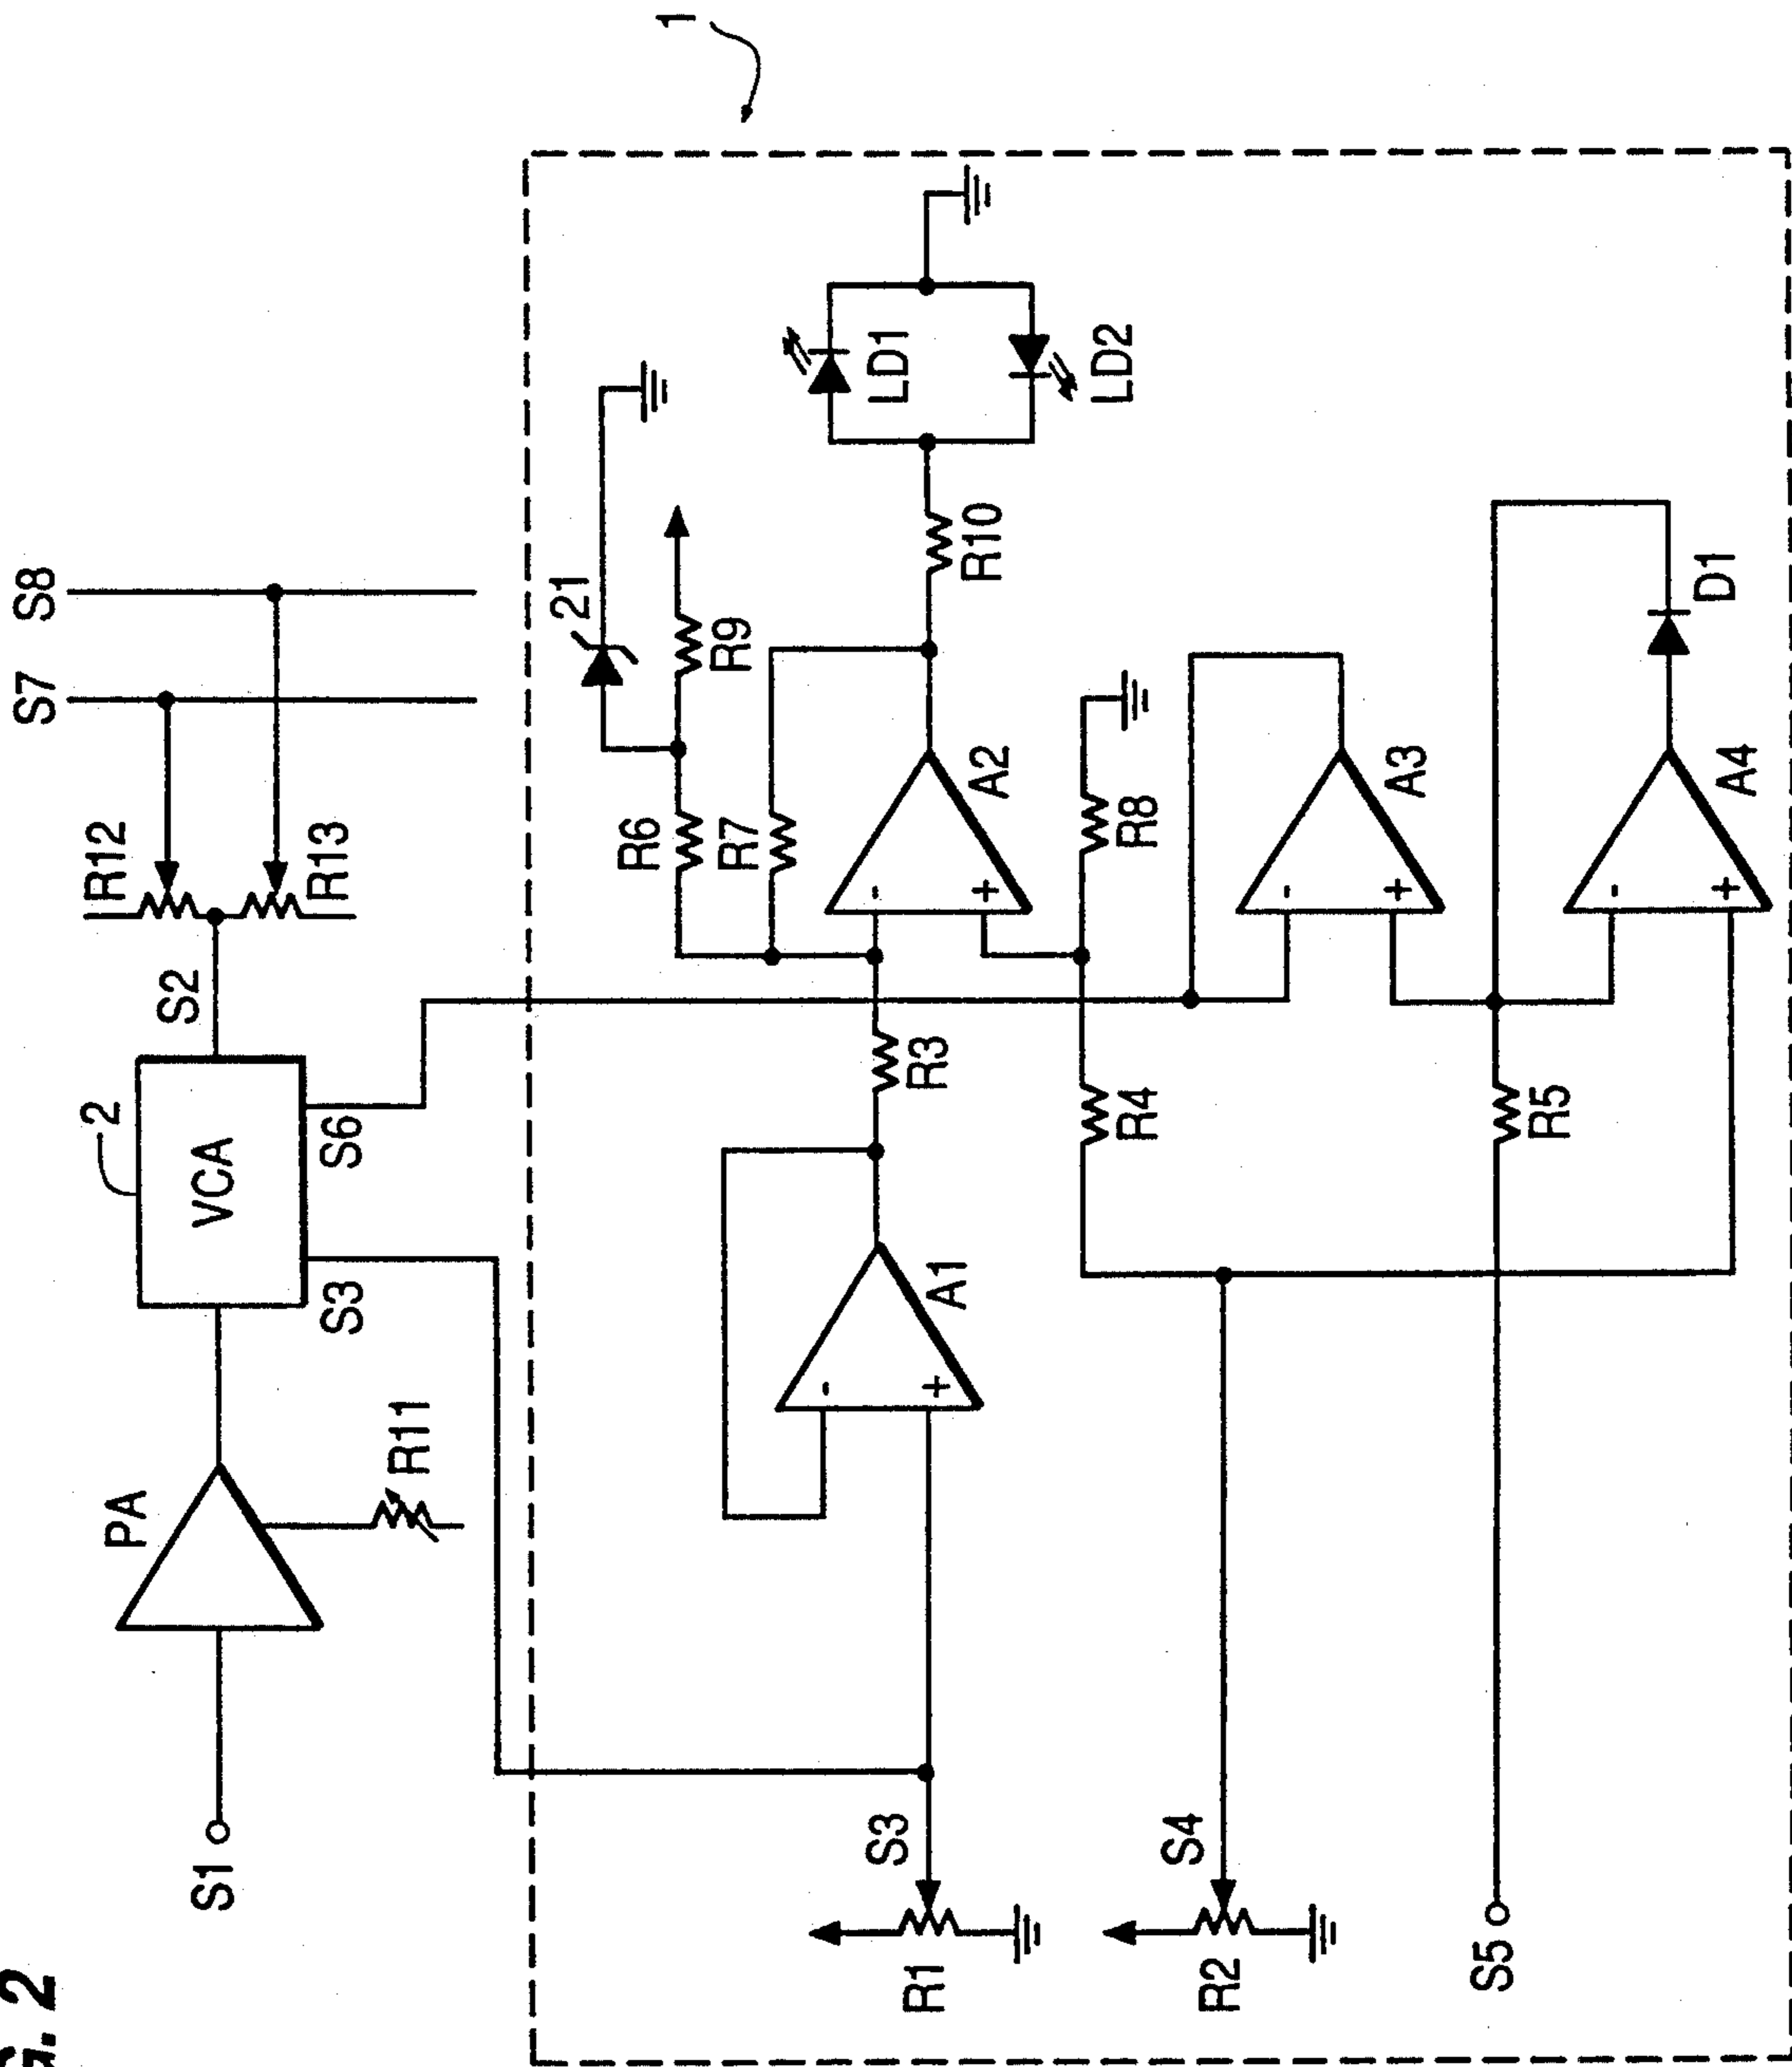 G. 2
S1
PA
R11
2
VCA
S3
S6
S2
R12
R13
S7
S8
1
R1
S3
-
+
A1
R3
R6
R7
21
R9
-
+
A2
R10
LD1
LD2
R2
S4
R4
R8
-
+
A3
S5
R5
-
+
A4
D1